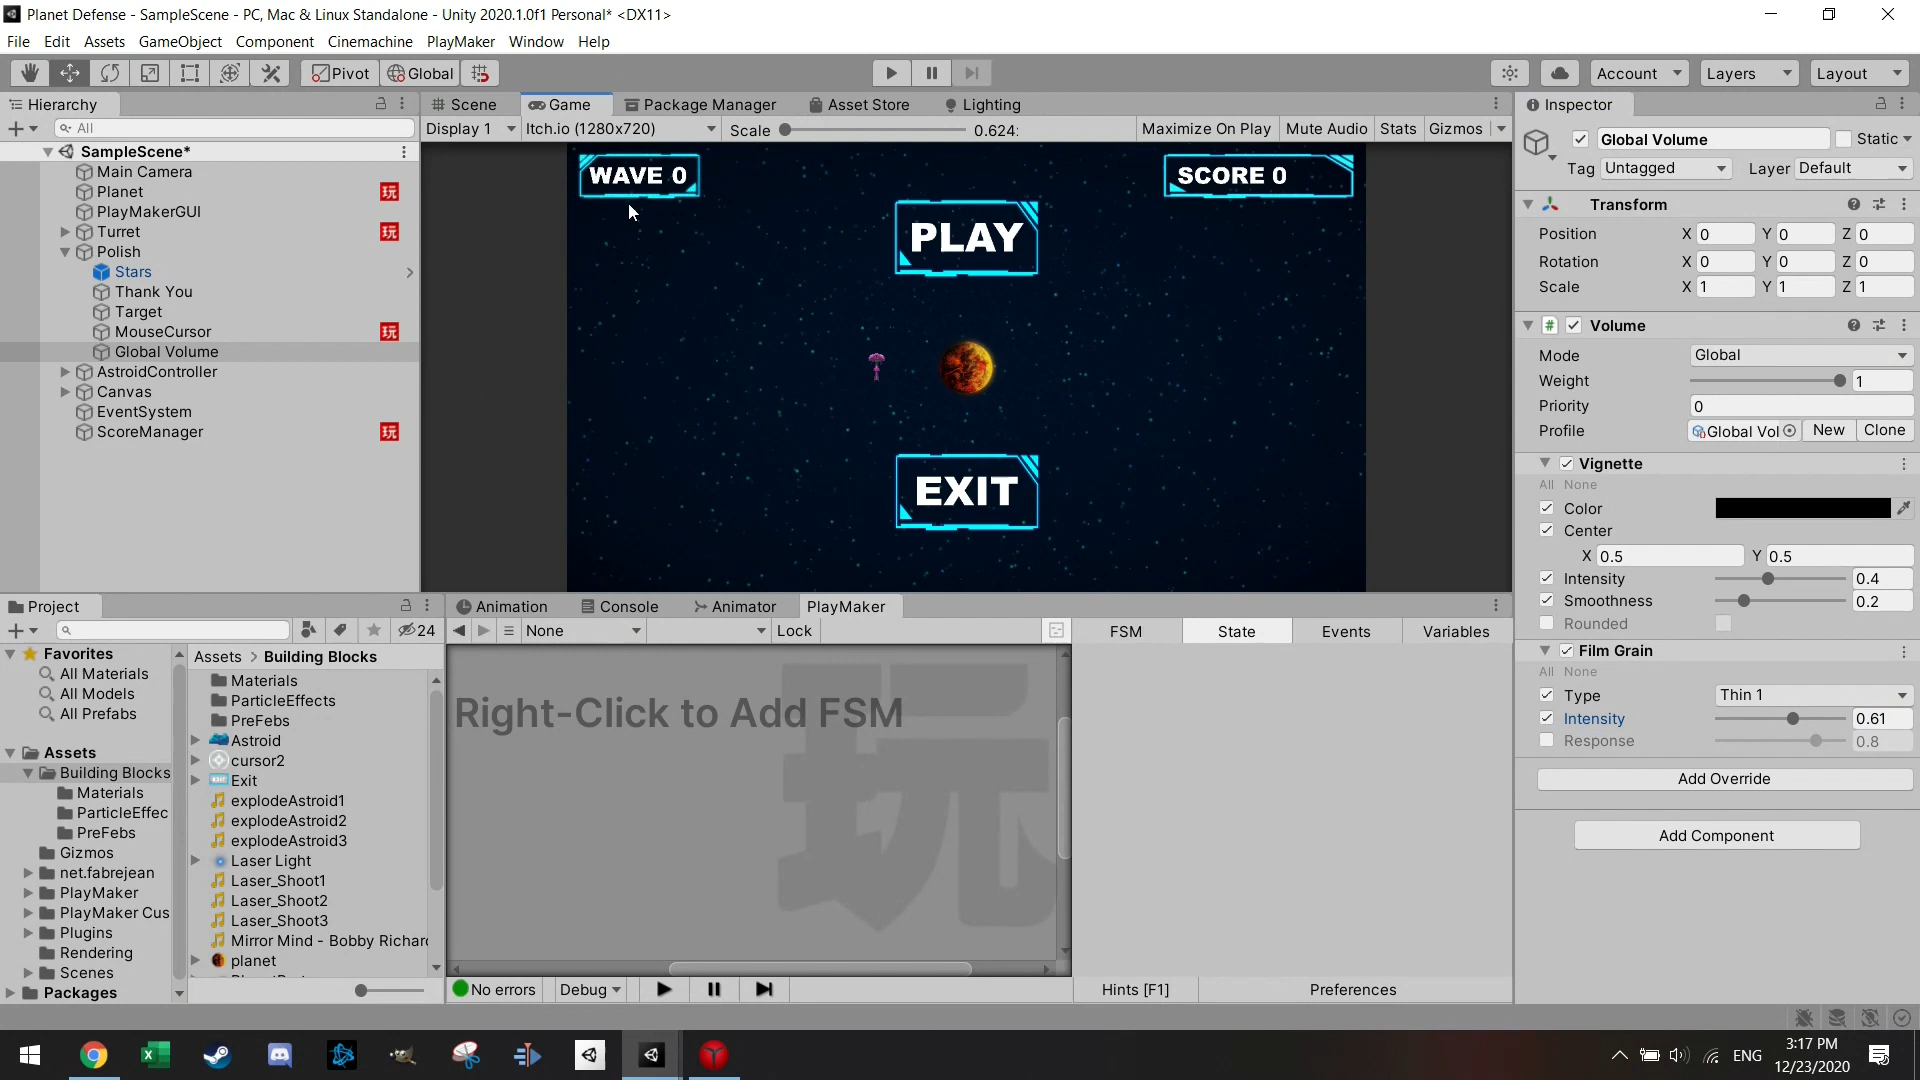 Planet Defense - SampleScene - PC, Mac & Linux Standalone - Unity 2020.1.0f1 Personal* <DX11>
File Edit Assets GameObject Component Cinemachine PlayMaker Window Help
Pivot Global Account Layers Layout
Hierarchy
All
SampleScene*
Main Camera
Planet 玩
PlayMakerGUI
Turret 玩
Polish
Stars
Thank You
Target
MouseCursor 玩
Global Volume
AstroidController
Canvas
EventSystem
ScoreManager 玩
Scene Game Package Manager Asset Store Lighting
Display 1 Itch.io (1280x720) Scale 0.624: Maximize On Play Mute Audio Stats Gizmos
WAVE 0 SCORE 0
PLAY
EXIT
Inspector
Global Volume Static
Tag Untagged Layer Default
Transform
Position X 0 Y 0 Z 0
Rotation X 0 Y 0 Z 0
Scale X 1 Y 1 Z 1
# Volume
Mode Global
Weight 1
Priority 0
Profile Global Vol New Clone
Vignette
All None
Color
Center
X 0.5 Y 0.5
Intensity 0.4
Smoothness 0.2
Rounded
Film Grain
All None
Type Thin 1
Intensity 0.61
Response 0.8
Add Override
Add Component
Project
24
Favorites
All Materials
All Models
All Prefabs
Assets
Building Blocks
Materials
ParticleEffec
PreFebs
Gizmos
net.fabrejean
PlayMaker
PlayMaker Cus
Plugins
Rendering
Scenes
Packages
Assets > Building Blocks
Materials
ParticleEffects
PreFebs
Astroid
cursor2
Exit
explodeAstroid1
explodeAstroid2
explodeAstroid3
Laser Light
Laser_Shoot1
Laser_Shoot2
Laser_Shoot3
Mirror Mind - Bobby Richar
planet
Animation Console Animator PlayMaker
None Lock FSM State Events Variables
Right-Click to Add FSM
玩
No errors Debug Hints [F1] Preferences
ENG 3:17 PM
12/23/2020